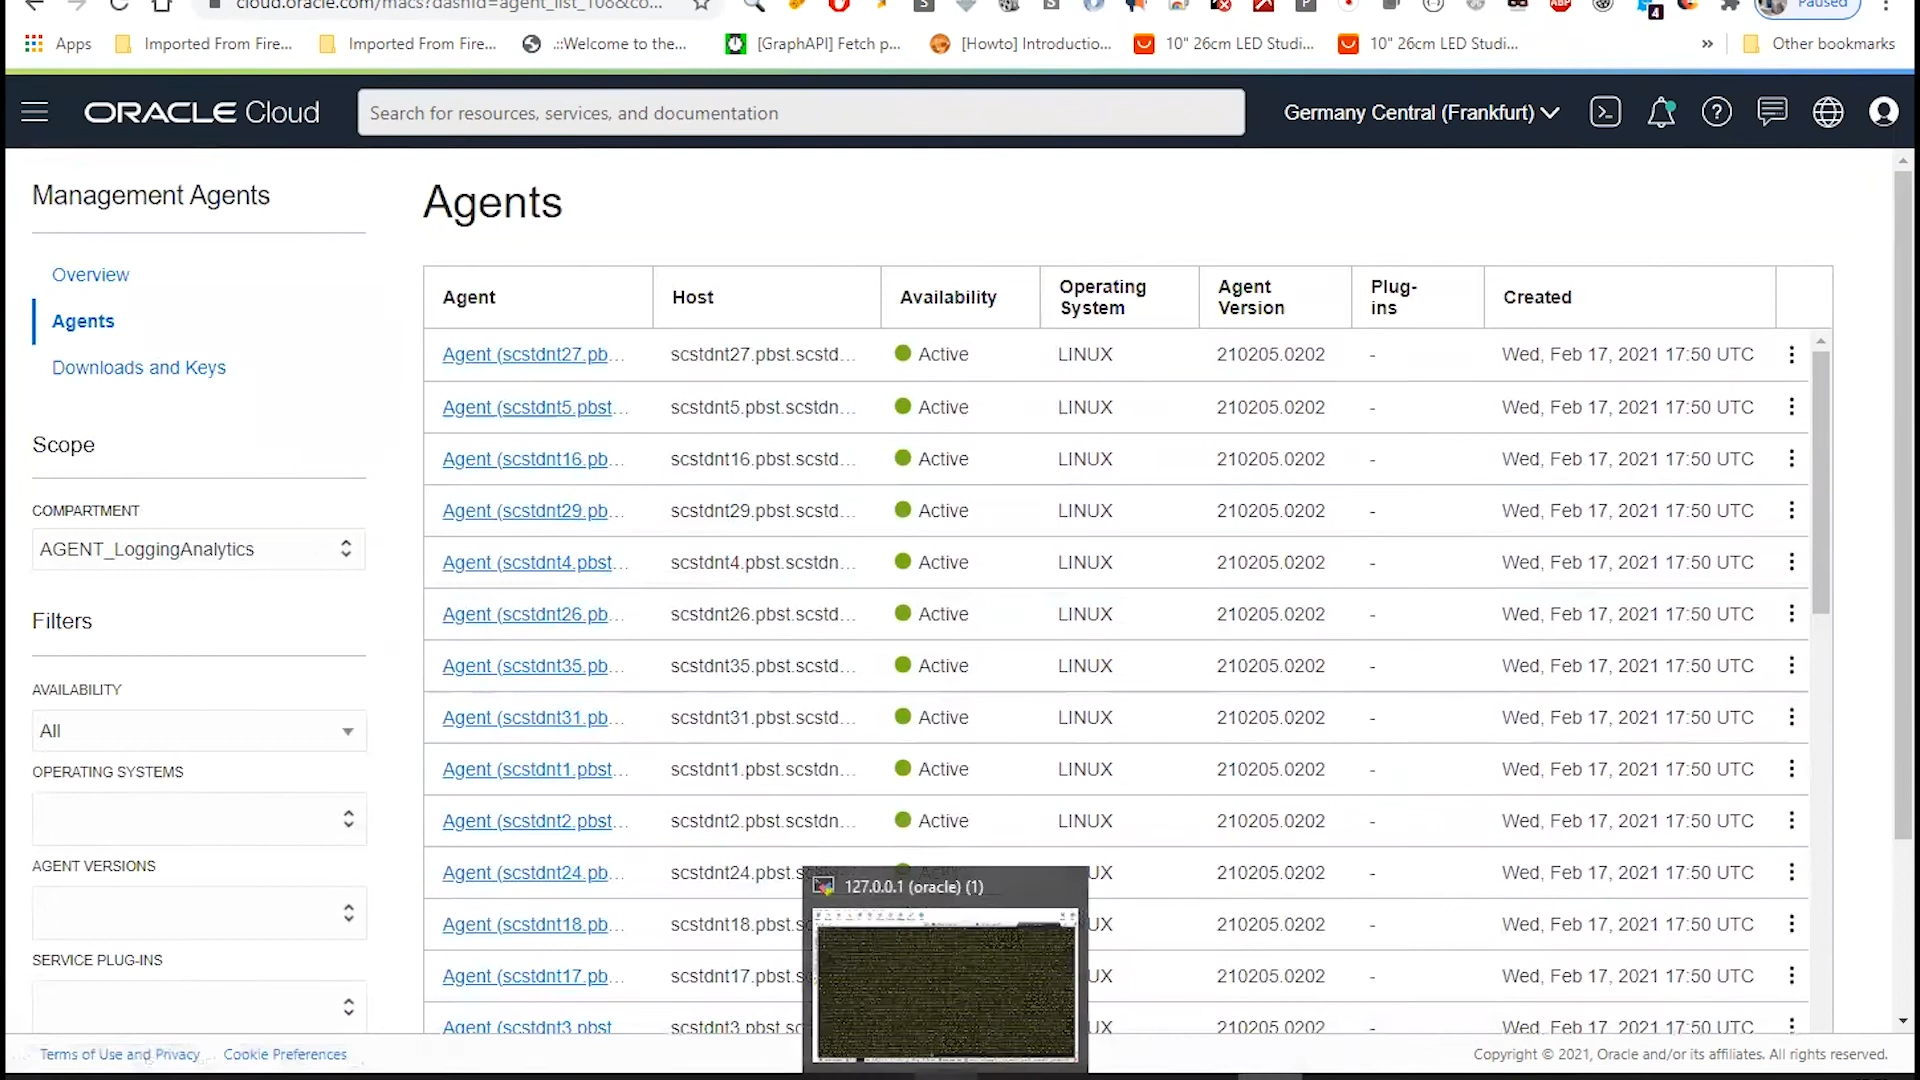 cloud.oracle.com/macs?dashid=agent_list_108&co...
Paused
Apps
Imported From Fire...
Imported From Fire...
.::Welcome to the...
[GraphAPI] Fetch p...
[Howto] Introductio...
10" 26cm LED Studi...
10" 26cm LED Studi...
»
Other bookmarks
ORACLE Cloud
Search for resources, services, and documentation
Germany Central (Frankfurt)
Management Agents
Overview
Agents
Downloads and Keys
Scope
COMPARTMENT
AGENT_LoggingAnalytics
Filters
AVAILABILITY
All
OPERATING SYSTEMS
AGENT VERSIONS
SERVICE PLUG-INS
Agents
Agent Host Availability Operating System Agent Version Plug-ins Created
Agent (scstdnt27.pb... scstdnt27.pbst.scstd... Active LINUX 210205.0202 - Wed, Feb 17, 2021 17:50 UTC
Agent (scstdnt5.pbst... scstdnt5.pbst.scstdn... Active LINUX 210205.0202 - Wed, Feb 17, 2021 17:50 UTC
Agent (scstdnt16.pb... scstdnt16.pbst.scstd... Active LINUX 210205.0202 - Wed, Feb 17, 2021 17:50 UTC
Agent (scstdnt29.pb... scstdnt29.pbst.scstd... Active LINUX 210205.0202 - Wed, Feb 17, 2021 17:50 UTC
Agent (scstdnt4.pbst... scstdnt4.pbst.scstdn... Active LINUX 210205.0202 - Wed, Feb 17, 2021 17:50 UTC
Agent (scstdnt26.pb... scstdnt26.pbst.scstd... Active LINUX 210205.0202 - Wed, Feb 17, 2021 17:50 UTC
Agent (scstdnt35.pb... scstdnt35.pbst.scstd... Active LINUX 210205.0202 - Wed, Feb 17, 2021 17:50 UTC
Agent (scstdnt31.pb... scstdnt31.pbst.scstd... Active LINUX 210205.0202 - Wed, Feb 17, 2021 17:50 UTC
Agent (scstdnt1.pbst... scstdnt1.pbst.scstdn... Active LINUX 210205.0202 - Wed, Feb 17, 2021 17:50 UTC
Agent (scstdnt2.pbst... scstdnt2.pbst.scstdn... Active LINUX 210205.0202 - Wed, Feb 17, 2021 17:50 UTC
Agent (scstdnt24.pb... scstdnt24.pbst.s UX 210205.0202 - Wed, Feb 17, 2021 17:50 UTC
Agent (scstdnt18.pb... scstdnt18.pbst.s UX 210205.0202 - Wed, Feb 17, 2021 17:50 UTC
Agent (scstdnt17.pb... scstdnt17.pbst.s UX 210205.0202 - Wed, Feb 17, 2021 17:50 UTC
Agent (scstdnt3.pbst scstdnt3.pbst.sc UX 210205.0202 - Wed, Feb 17, 2021 17:50 UTC
127.0.0.1 (oracle) (1)
Terms of Use and Privacy
Cookie Preferences
Copyright © 2021, Oracle and/or its affiliates. All rights reserved.